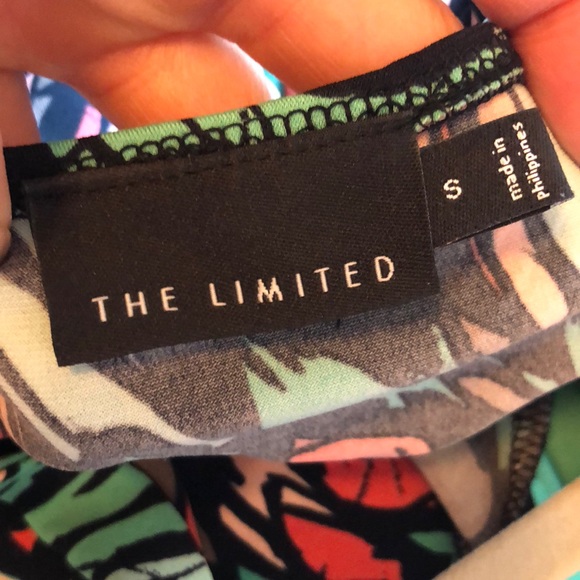 THE LIMITED
S
made in
philippines